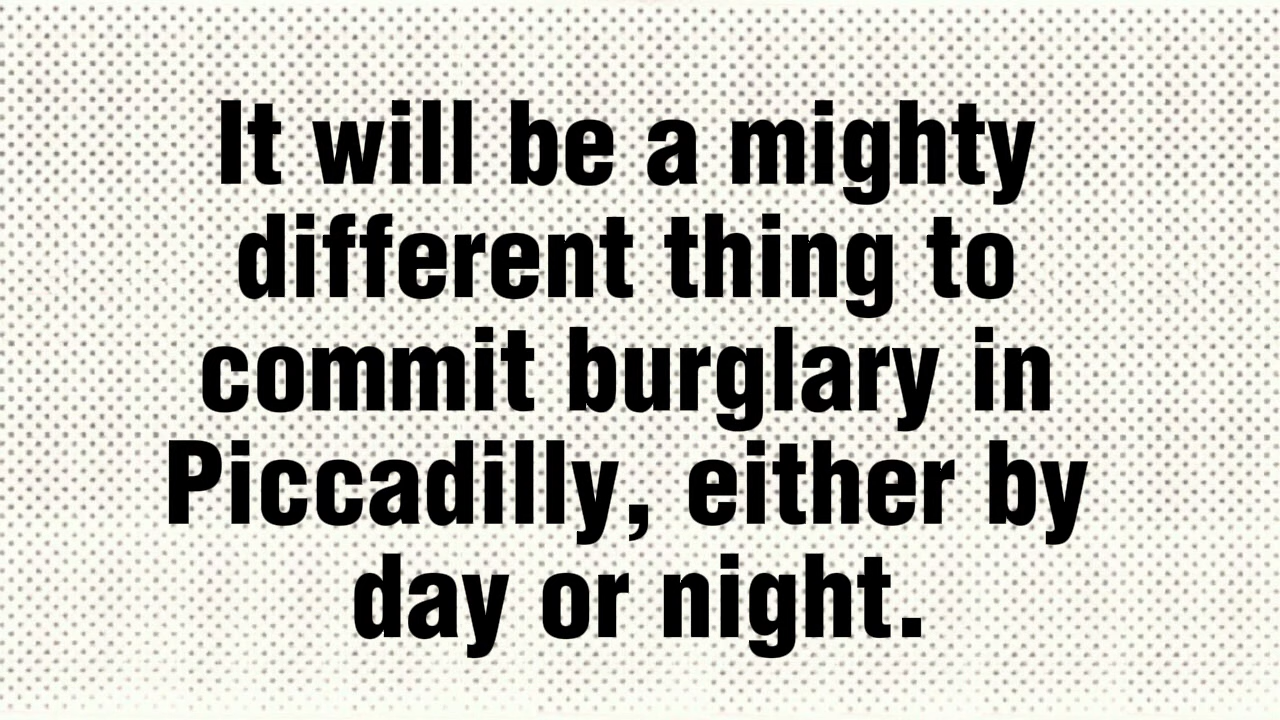 It will be a mighty
different thing to
commit burglary in
Piccadilly, either by
day or night.